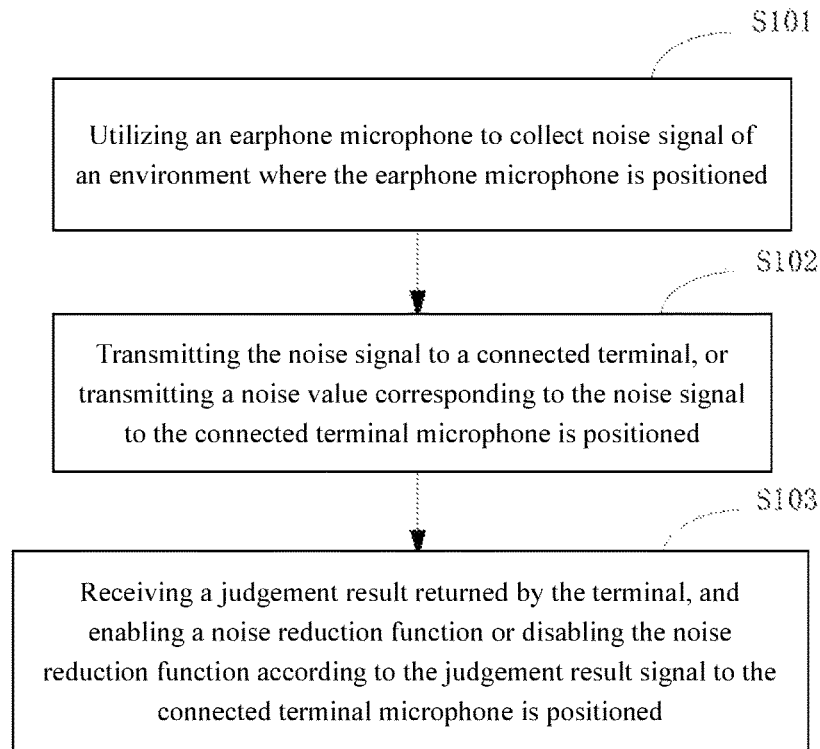 S101
Utilizing an earphone microphone to collect noise signal of
an environment where the earphone microphone is positioned
S102
Transmitting the noise signal to a connected terminal, or
transmitting a noise value corresponding to the noise signal
to the connected terminal microphone is positioned
S103
Receiving a judgement result returned by the terminal, and
enabling a noise reduction function or disabling the noise
reduction function according to the judgement result signal to the
connected terminal microphone is positioned